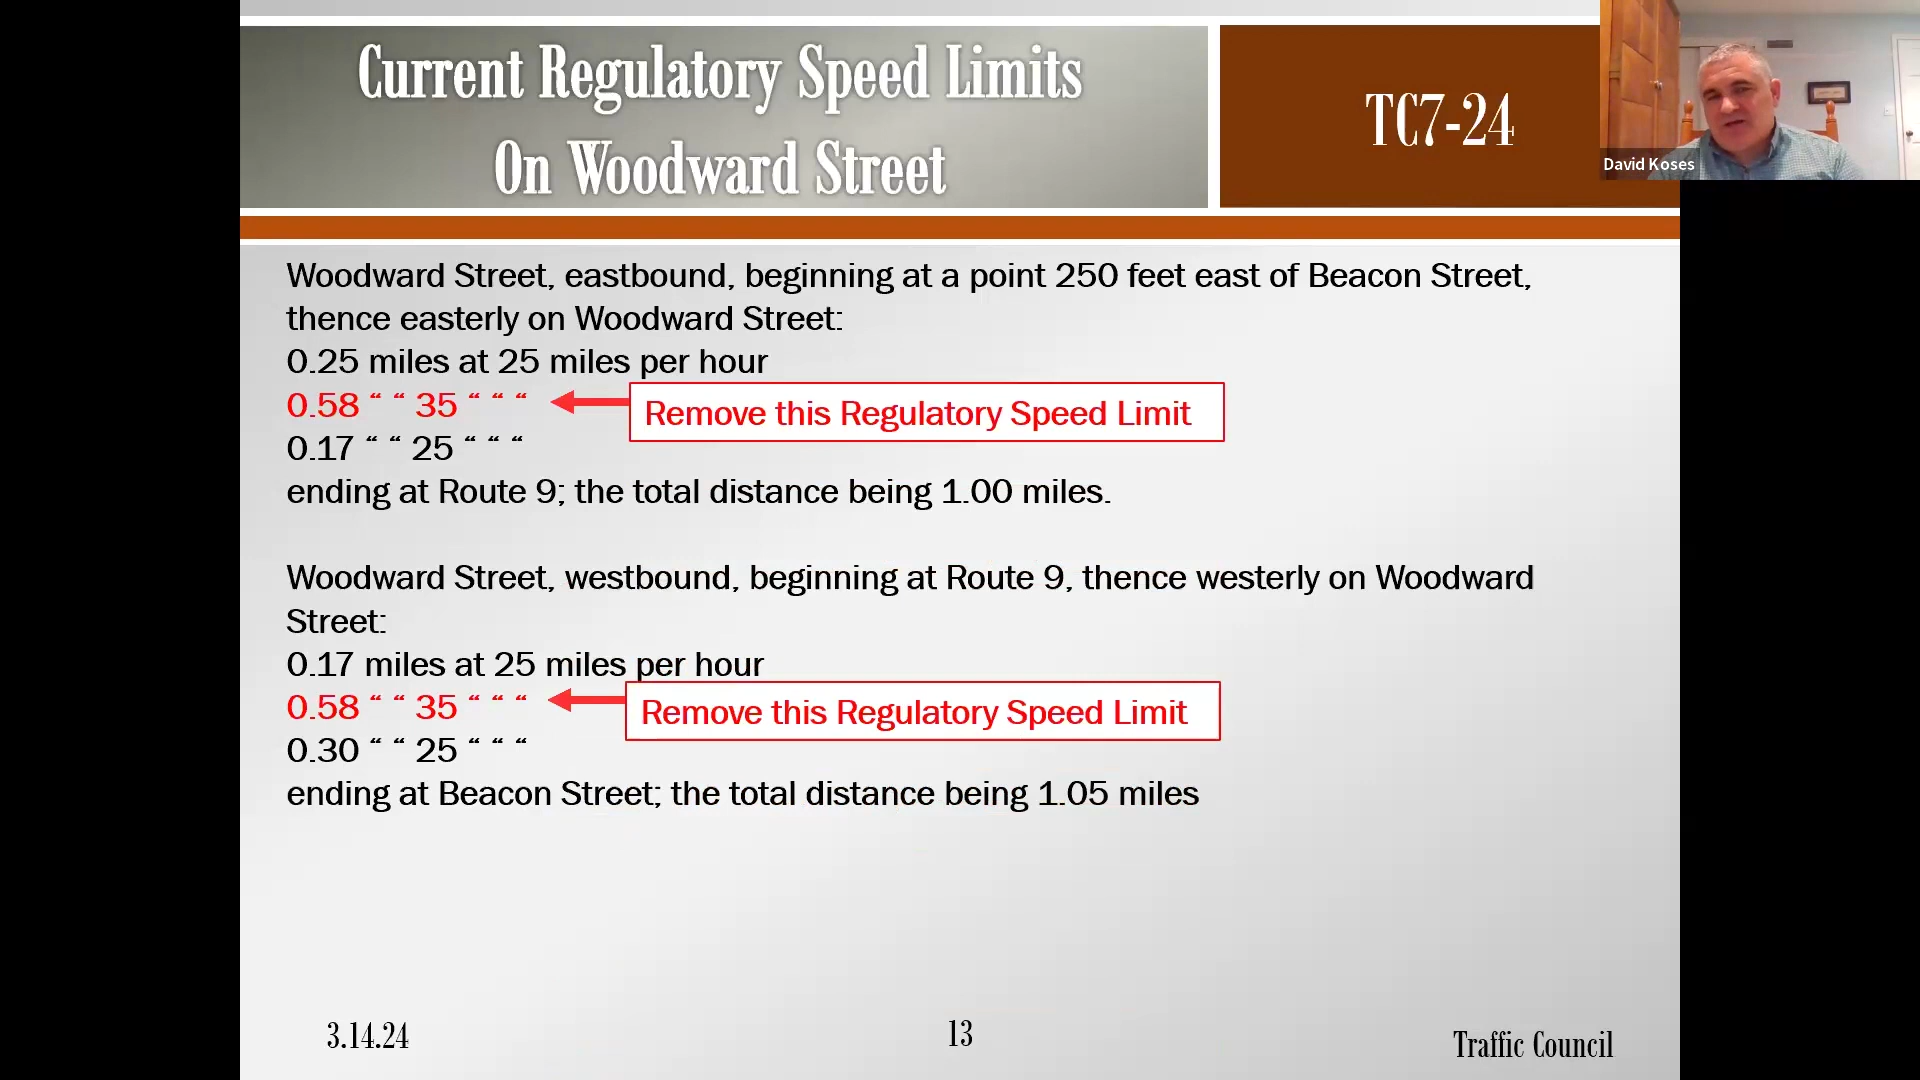 Current Regulatory Speed Limits
On Woodward Street
TC7-24
David Koses
Woodward Street, eastbound, beginning at a point 250 feet east of Beacon Street,
thence easterly on Woodward Street:
0.25 miles at 25 miles per hour
0.58 “ “ 35 “ “ “
Remove this Regulatory Speed Limit
0.17 “ “ 25 “ “ “
ending at Route 9; the total distance being 1.00 miles.
Woodward Street, westbound, beginning at Route 9, thence westerly on Woodward
Street:
0.17 miles at 25 miles per hour
0.58 “ “ 35 “ “ “
Remove this Regulatory Speed Limit
0.30 “ “ 25 “ “ “
ending at Beacon Street; the total distance being 1.05 miles
3.14.24
13
Traffic Council